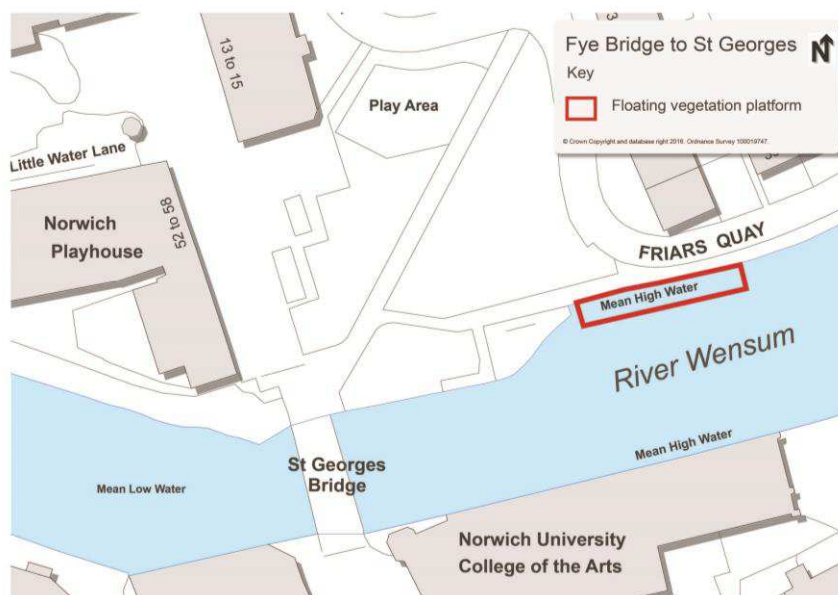 Fye Bridge to St Georges
N
Key
Floating vegetation platform
© Crown Copyright and database right 2016. Ordnance Survey 100019747.
13 to 15
Play Area
Little Water Lane
Norwich
Playhouse
52 to 58
FRIARS QUAY
Mean High Water
River Wensum
Mean High Water
St Georges
Bridge
Mean Low Water
Norwich University
College of the Arts